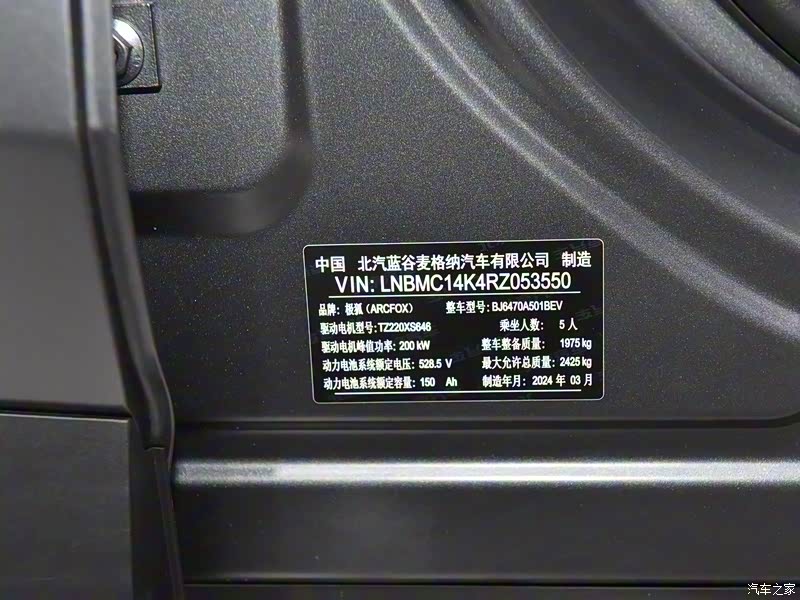 中国 北汽蓝谷麦格纳汽车有限公司 制造
VIN: LNBMC14K4RZ053550
品牌: 极狐 (ARCFOX) 整车型号: BJ6470A501BEV
驱动电机型号: TZ220XS646 乘坐人数: 5 人
驱动电机峰值功率: 200 kW 整车整备质量: 1975 kg
动力电池系统额定电压: 528.5 V 最大允许总质量: 2425 kg
动力电池系统额定容量: 150 Ah 制造年月: 2024 年 03 月
汽车之家